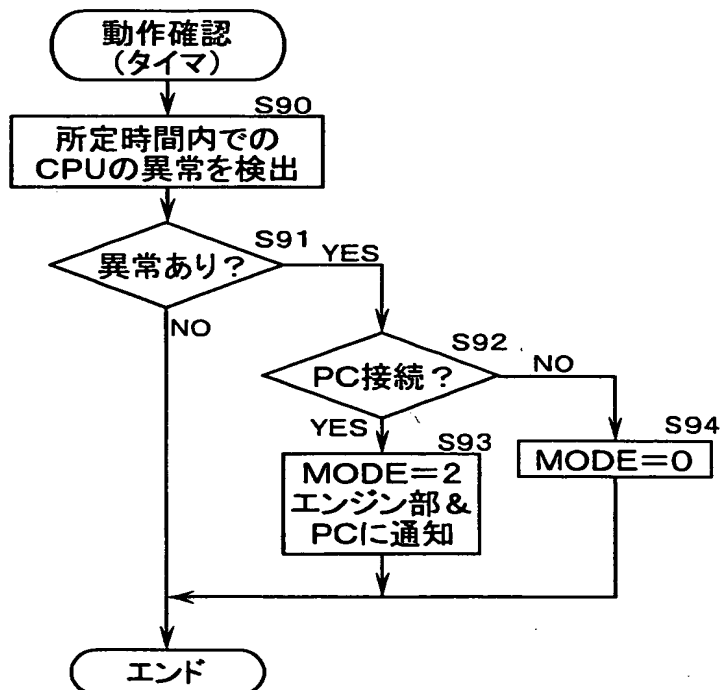 動作確認
(タイマ)
S90
所定時間内での
CPUの異常を検出
S91
異常あり?
YES
NO
S92
PC接続?
NO
YES
S93
S94
MODE=2
エンジン部&
PCに通知
MODE=0
エンド